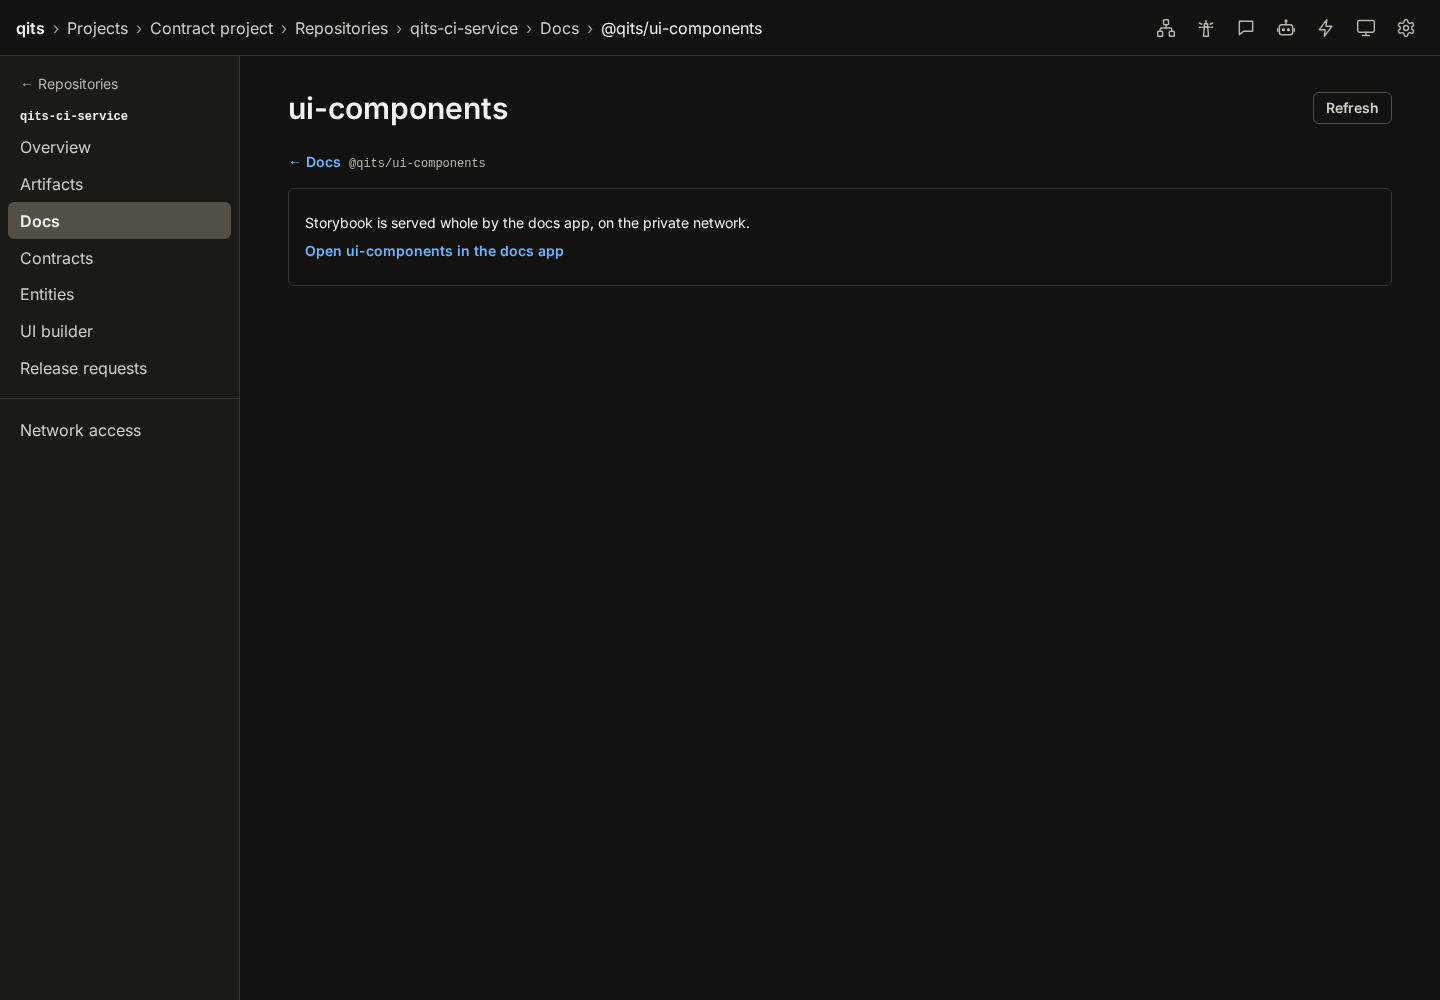 qits › Projects › Contract project › Repositories › qits-ci-service › Docs › @qits/ui-components
← Repositories
qits-ci-service
Overview
Artifacts
Docs
Contracts
Entities
UI builder
Release requests
Network access
ui-components
Refresh
← Docs @qits/ui-components
Storybook is served whole by the docs app, on the private network.
Open ui-components in the docs app